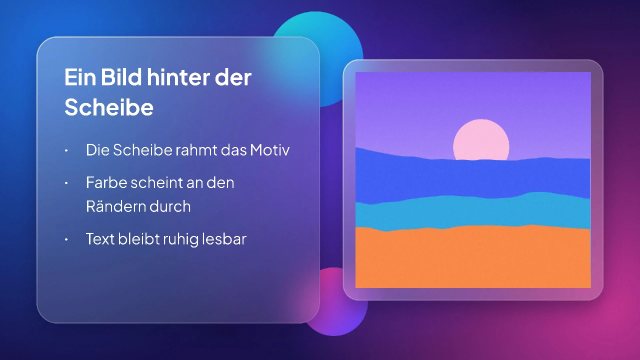 Ein Bild hinter der
Scheibe
· Die Scheibe rahmt das Motiv
· Farbe scheint an den
Rändern durch
· Text bleibt ruhig lesbar